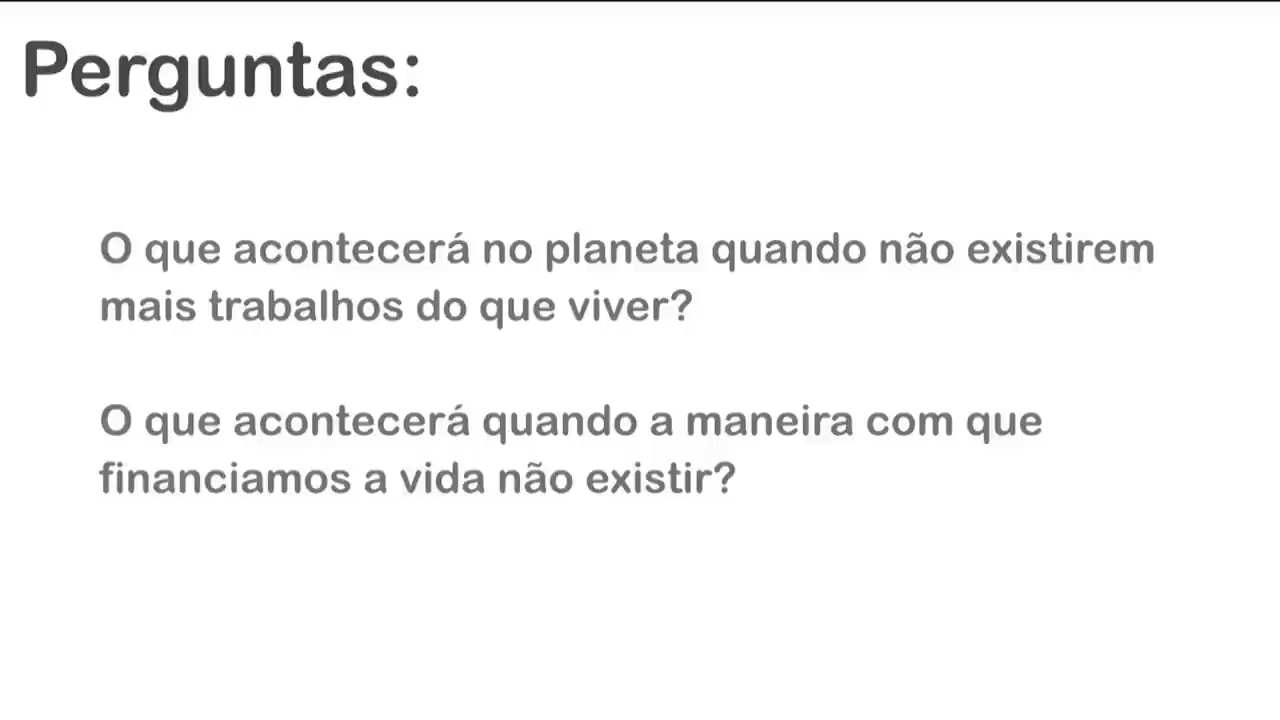 Perguntas:
O que acontecerá no planeta quando não existirem
mais trabalhos do que viver?
O que acontecerá quando a maneira com que
financiamos a vida não existir?